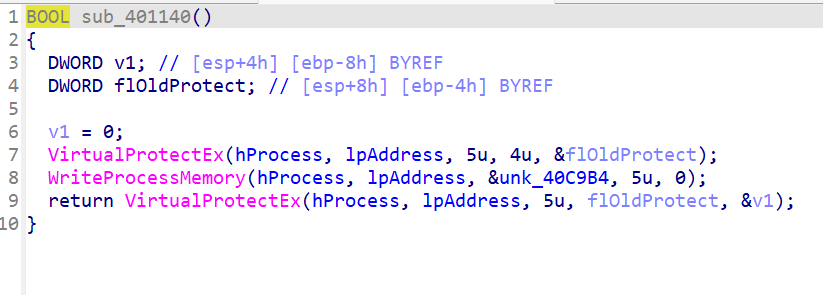 1 BOOL sub_401140()
2 {
3 DWORD v1; // [esp+4h] [ebp-8h] BYREF
4 DWORD flOldProtect; // [esp+8h] [ebp-4h] BYREF
5
6 v1 = 0;
7 VirtualProtectEx(hProcess, lpAddress, 5u, 4u, &flOldProtect);
8 WriteProcessMemory(hProcess, lpAddress, &unk_40C9B4, 5u, 0);
9 return VirtualProtectEx(hProcess, lpAddress, 5u, flOldProtect, &v1);
10 }